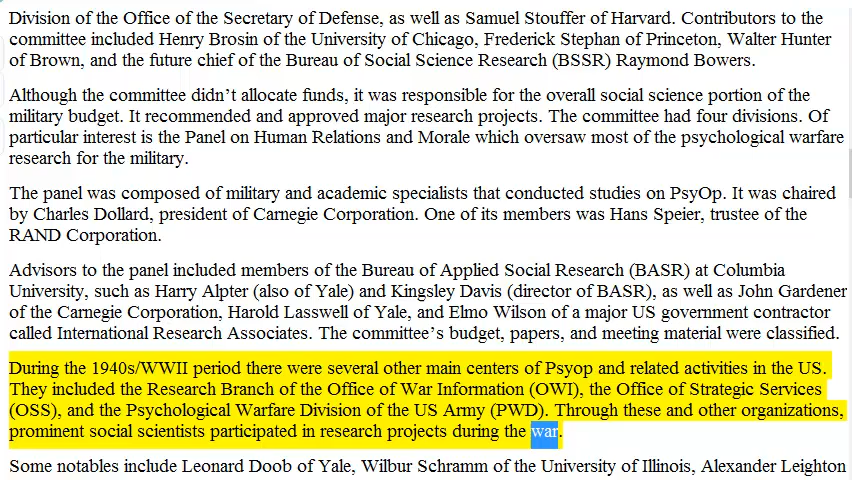 Division of the Office of the Secretary of Defense, as well as Samuel Stouffer of Harvard. Contributors to the
committee included Henry Brosin of the University of Chicago, Frederick Stephan of Princeton, Walter Hunter
of Brown, and the future chief of the Bureau of Social Science Research (BSSR) Raymond Bowers.
Although the committee didn’t allocate funds, it was responsible for the overall social science portion of the
military budget. It recommended and approved major research projects. The committee had four divisions. Of
particular interest is the Panel on Human Relations and Morale which oversaw most of the psychological warfare
research for the military.
The panel was composed of military and academic specialists that conducted studies on PsyOp. It was chaired
by Charles Dollard, president of Carnegie Corporation. One of its members was Hans Speier, trustee of the
RAND Corporation.
Advisors to the panel included members of the Bureau of Applied Social Research (BASR) at Columbia
University, such as Harry Alpter (also of Yale) and Kingsley Davis (director of BASR), as well as John Gardener
of the Carnegie Corporation, Harold Lasswell of Yale, and Elmo Wilson of a major US government contractor
called International Research Associates. The committee’s budget, papers, and meeting material were classified.
During the 1940s/WWII period there were several other main centers of Psyop and related activities in the US.
They included the Research Branch of the Office of War Information (OWI), the Office of Strategic Services
(OSS), and the Psychological Warfare Division of the US Army (PWD). Through these and other organizations,
prominent social scientists participated in research projects during the war.
Some notables include Leonard Doob of Yale, Wilbur Schramm of the University of Illinois, Alexander Leighton